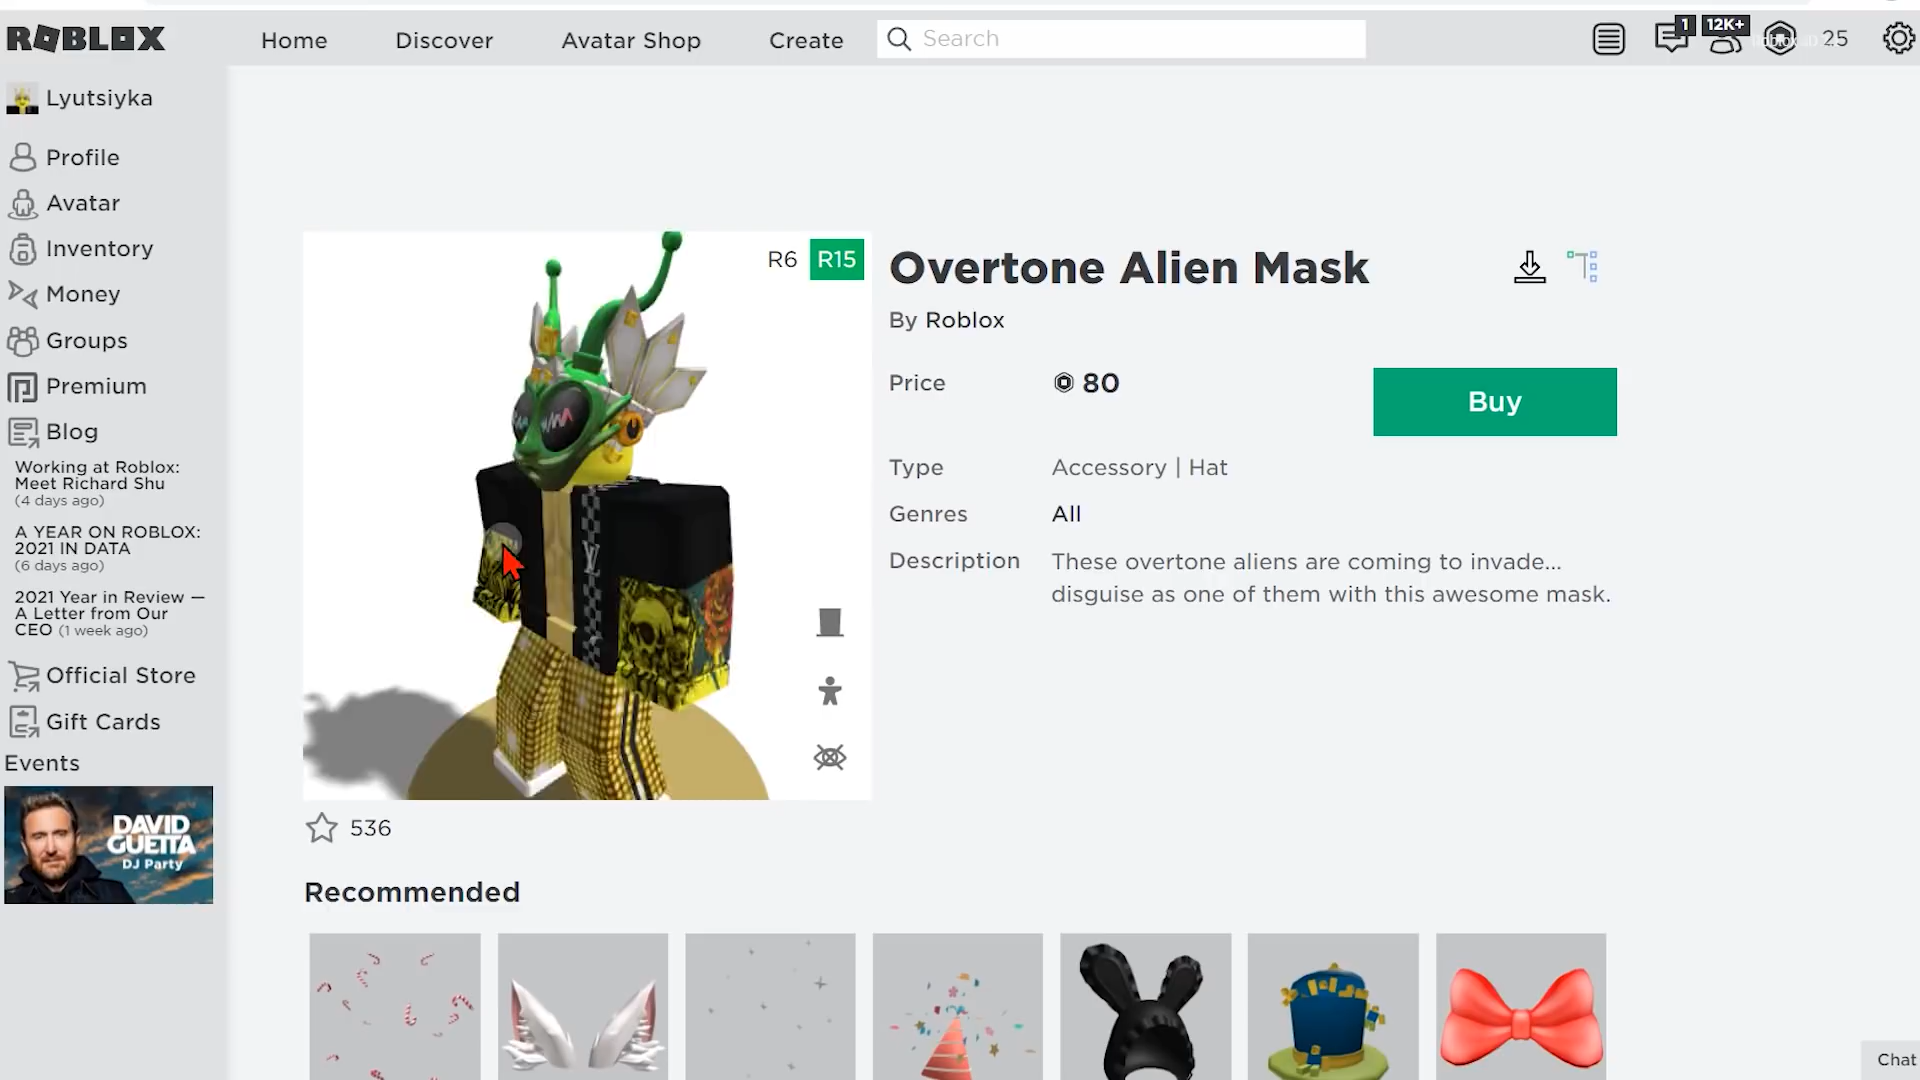 ROBLOX
Home
Discover
Avatar Shop
Create
Search
1
12K+
25
Lyutsiyka
Profile
Avatar
Inventory
Money
Groups
Premium
Blog
Working at Roblox:
Meet Richard Shu
(4 days ago)
A YEAR ON ROBLOX:
2021 IN DATA
(6 days ago)
2021 Year in Review —
A Letter from Our
CEO (1 week ago)
Official Store
Gift Cards
Events
DAVID
GUETTA
DJ Party
R6
R15
536
Overtone Alien Mask
By Roblox
Price
80
Buy
Type
Accessory | Hat
Genres
All
Description
These overtone aliens are coming to invade...
disguise as one of them with this awesome mask.
Recommended
Chat